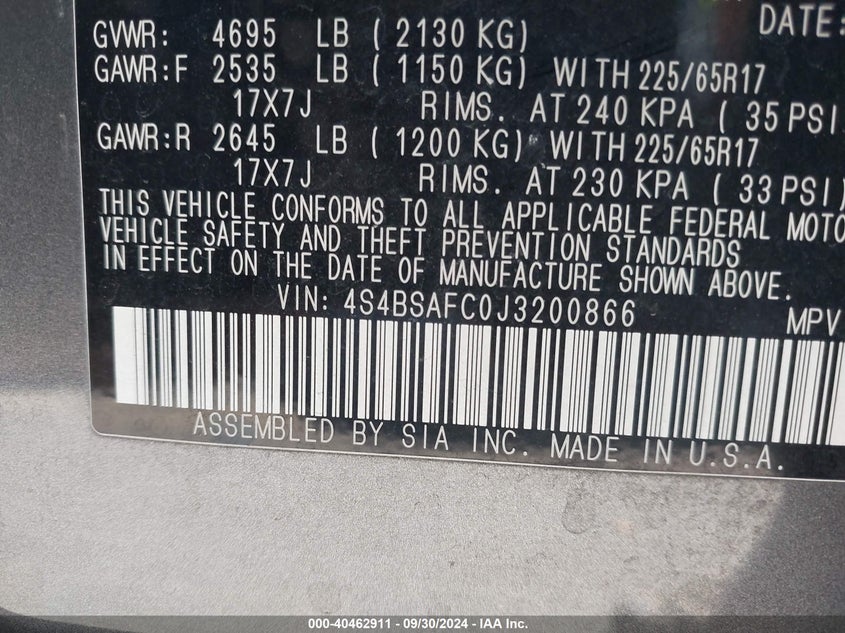 DATE:
GVWR: 4695 LB ( 2130 KG)
GAWR:F 2535 LB ( 1150 KG) WITH 225/65R17
17X7J RIMS. AT 240 KPA ( 35 PSI)
GAWR:R 2645 LB ( 1200 KG) WITH 225/65R17
17X7J RIMS. AT 230 KPA ( 33 PSI)
THIS VEHICLE CONFORMS TO ALL APPLICABLE FEDERAL MOTO
VEHICLE SAFETY AND THEFT PREVENTION STANDARDS
IN EFFECT ON THE DATE OF MANUFACTURE SHOWN ABOVE.
VIN: 4S4BSAFC0J3200866 MPV
ASSEMBLED BY SIA INC. MADE IN U.S.A.
000-40462911 - 09/30/2024 - IAA Inc.